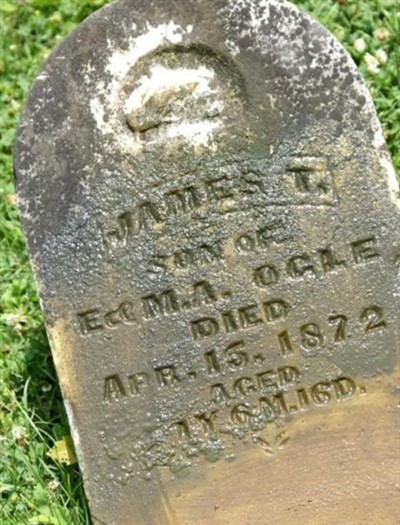 JAMES T.
SON OF
E & M.A. OGLE,
DIED
APR. 15. 1872
AGED
1Y. 6M. 16D.